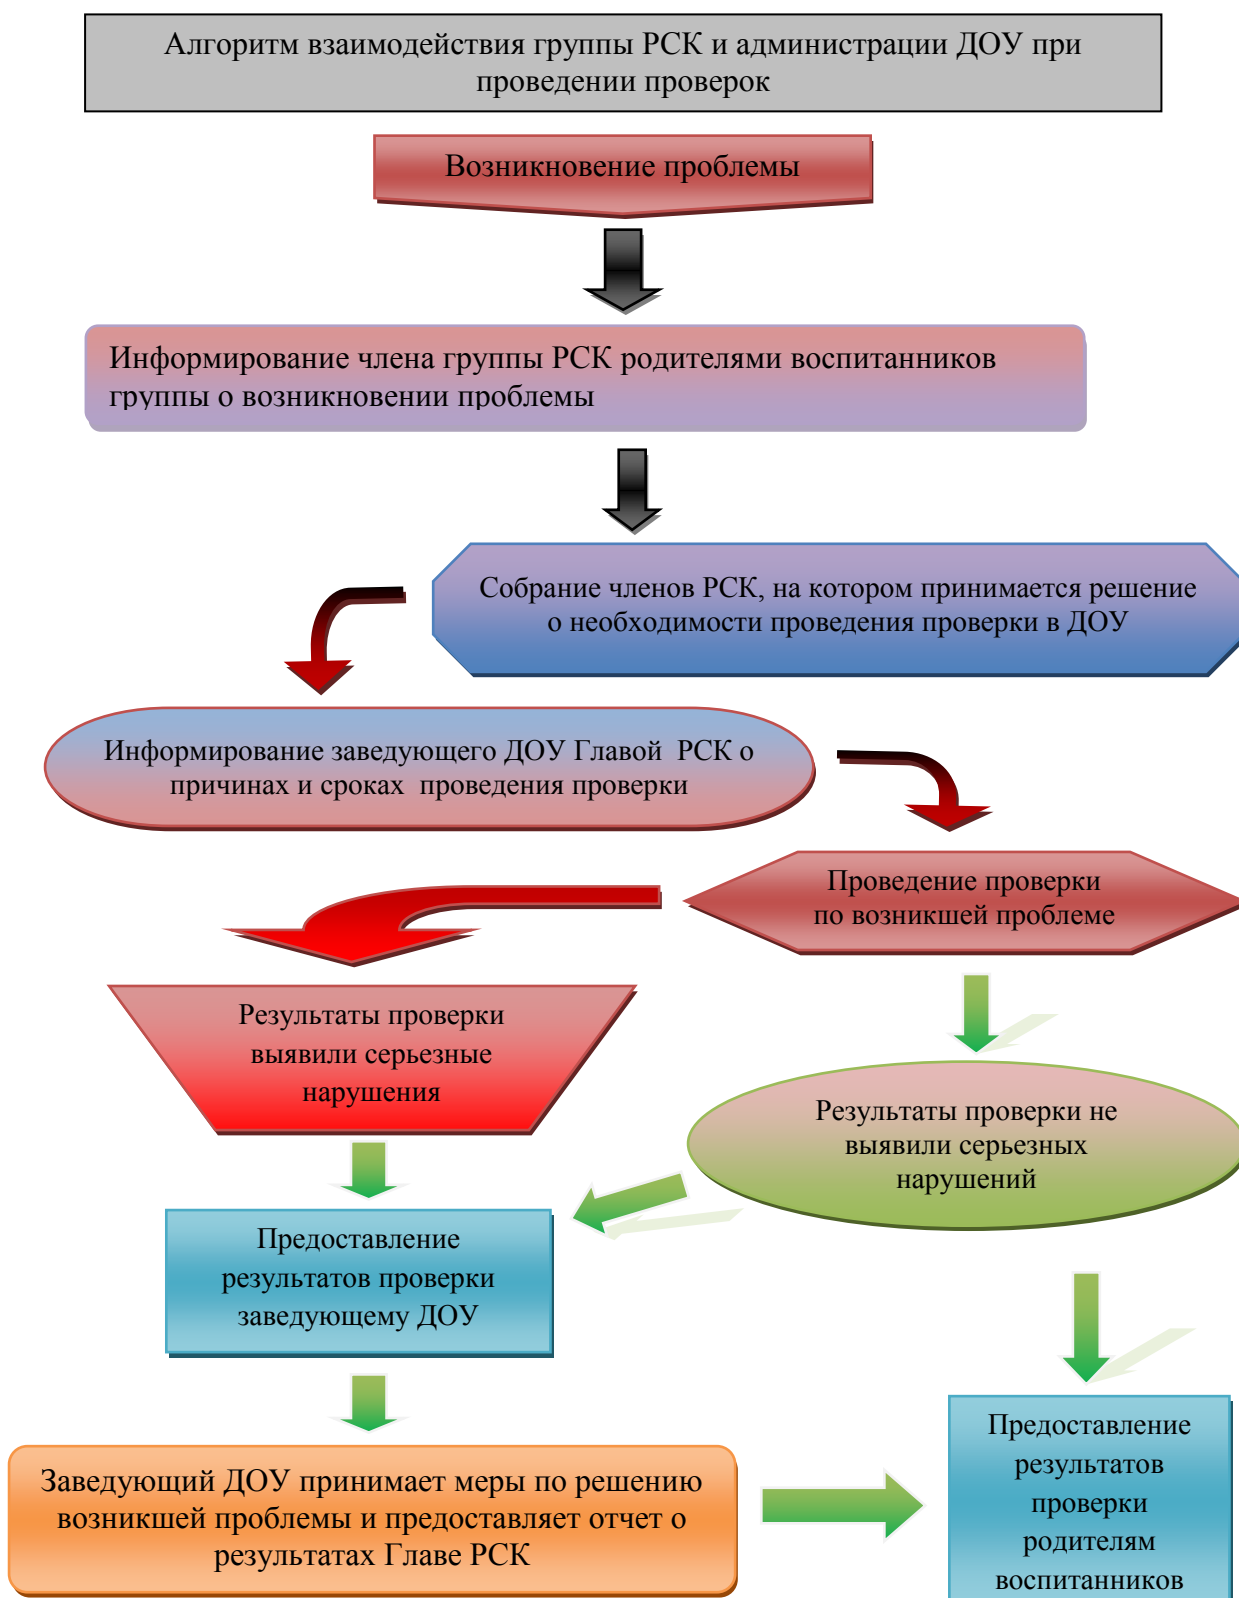 Алгоритм взаимодействия группы РСК и администрации ДОУ при
проведении проверок
Возникновение проблемы
Информирование члена группы РСК родителями воспитанников
группы о возникновении проблемы
Собрание членов РСК, на котором принимается решение
о необходимости проведения проверки в ДОУ
Информирование заведующего ДОУ Главой РСК о
причинах и сроках проведения проверки
Проведение проверки
по возникшей проблеме
Результаты проверки
выявили серьезные
нарушения
Результаты проверки не
выявили серьезных
нарушений
Предоставление
результатов проверки
заведующему ДОУ
Заведующий ДОУ принимает меры по решению
возникшей проблемы и предоставляет отчет о
результатах Главе РСК
Предоставление
результатов
проверки
родителям
воспитанников